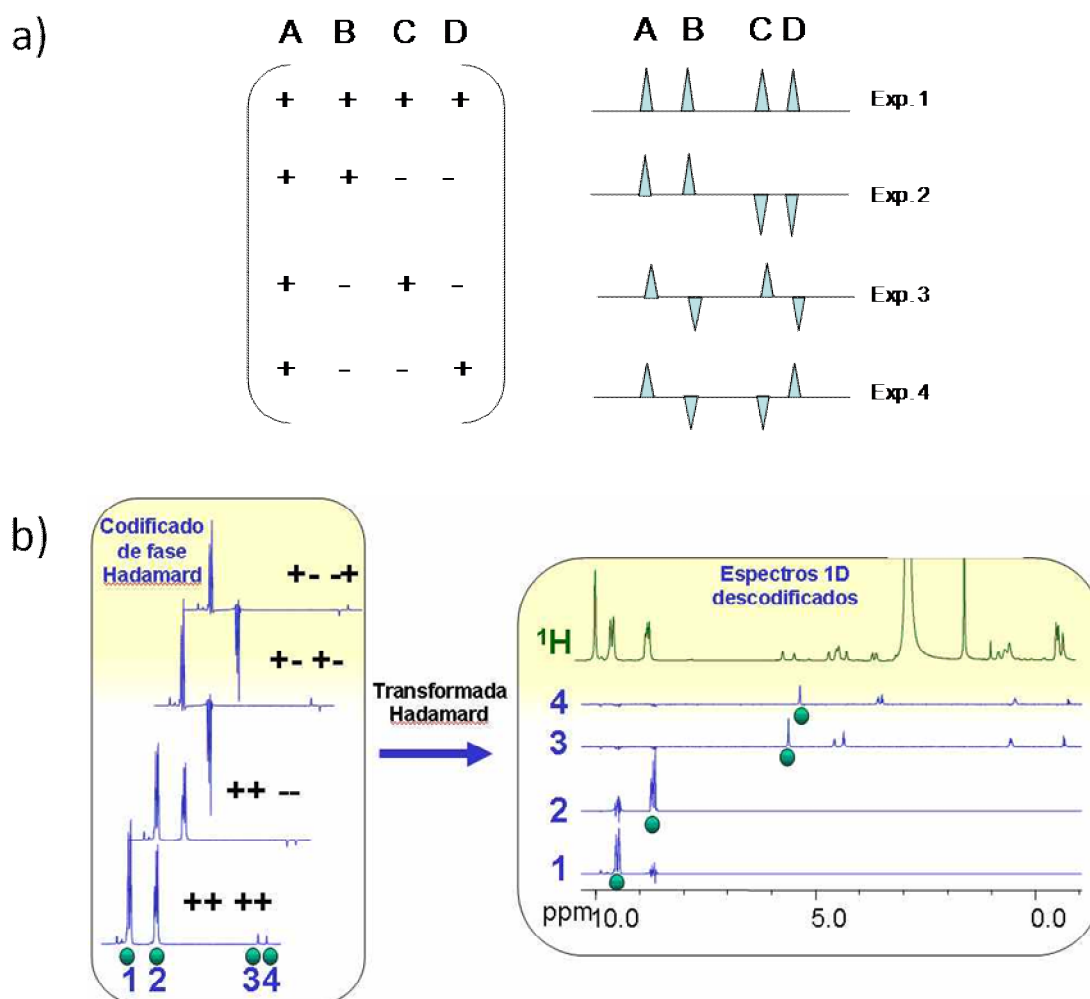 a)
A B C D
+ + + +
+ + - -
+ - + -
+ - - +
A B C D
Exp. 1
Exp. 2
Exp. 3
Exp. 4
b)
Codificado
de fase
Hadamard
+- -+
+- +-
++ --
++ ++
1 2 34
Transformada
Hadamard
Espectros 1D
descodificados
¹H
4
3
2
1
ppm 10.0 5.0 0.0